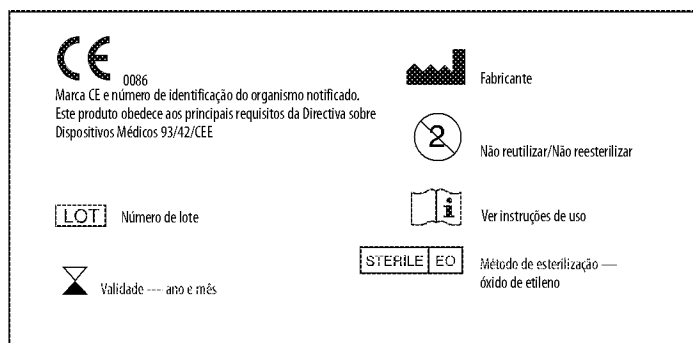 CE 0086
Marca CE e número de identificação do organismo notificado.
Este produto obedece aos principais requisitos da Directiva sobre
Dispositivos Médicos 93/42/CEE
LOT Número de lote
Validade --- ano e mês
Fabricante
2 Não reutilizar/Não reesterilizar
i Ver instruções de uso
STERILE EO Método de esterilização —
óxido de etileno